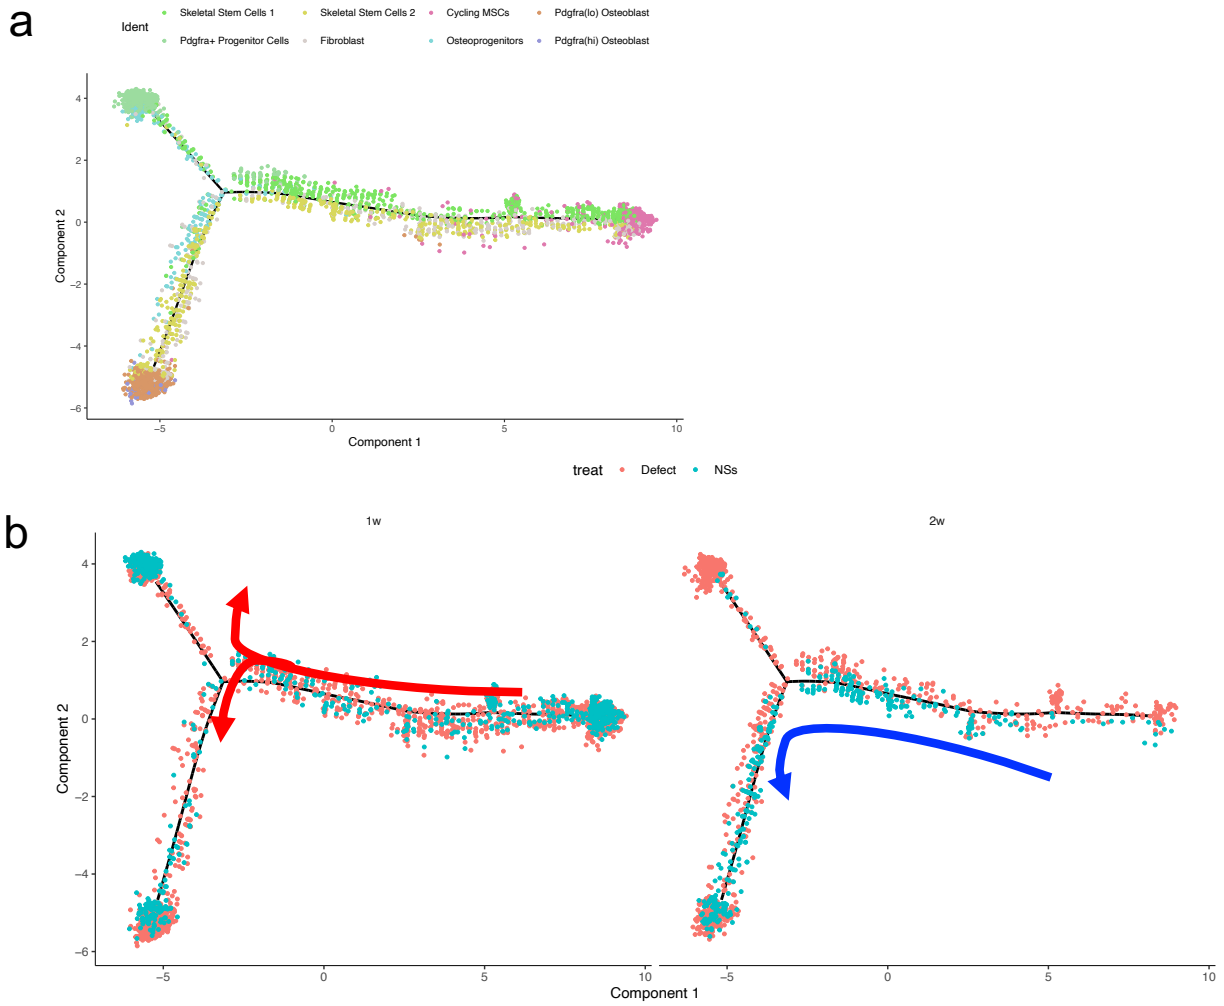 a
Ident
Skeletal Stem Cells 1
Skeletal Stem Cells 2
Cycling MSCs
Pdgfra(lo) Osteoblast
Pdgfra+ Progenitor Cells
Fibroblast
Osteoprogenitors
Pdgfra(hi) Osteoblast
4
2
0
−2
−4
−6
Component 2
−5
0
5
10
Component 1
treat
Defect
NSs
b
1w
2w
4
2
0
−2
−4
−6
Component 2
−5
0
5
10
−5
0
5
10
Component 1